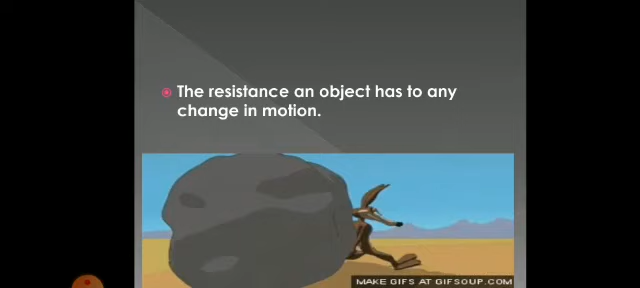 The resistance an object has to any
change in motion.
MAKE GIFS AT GIFSOUP.COM